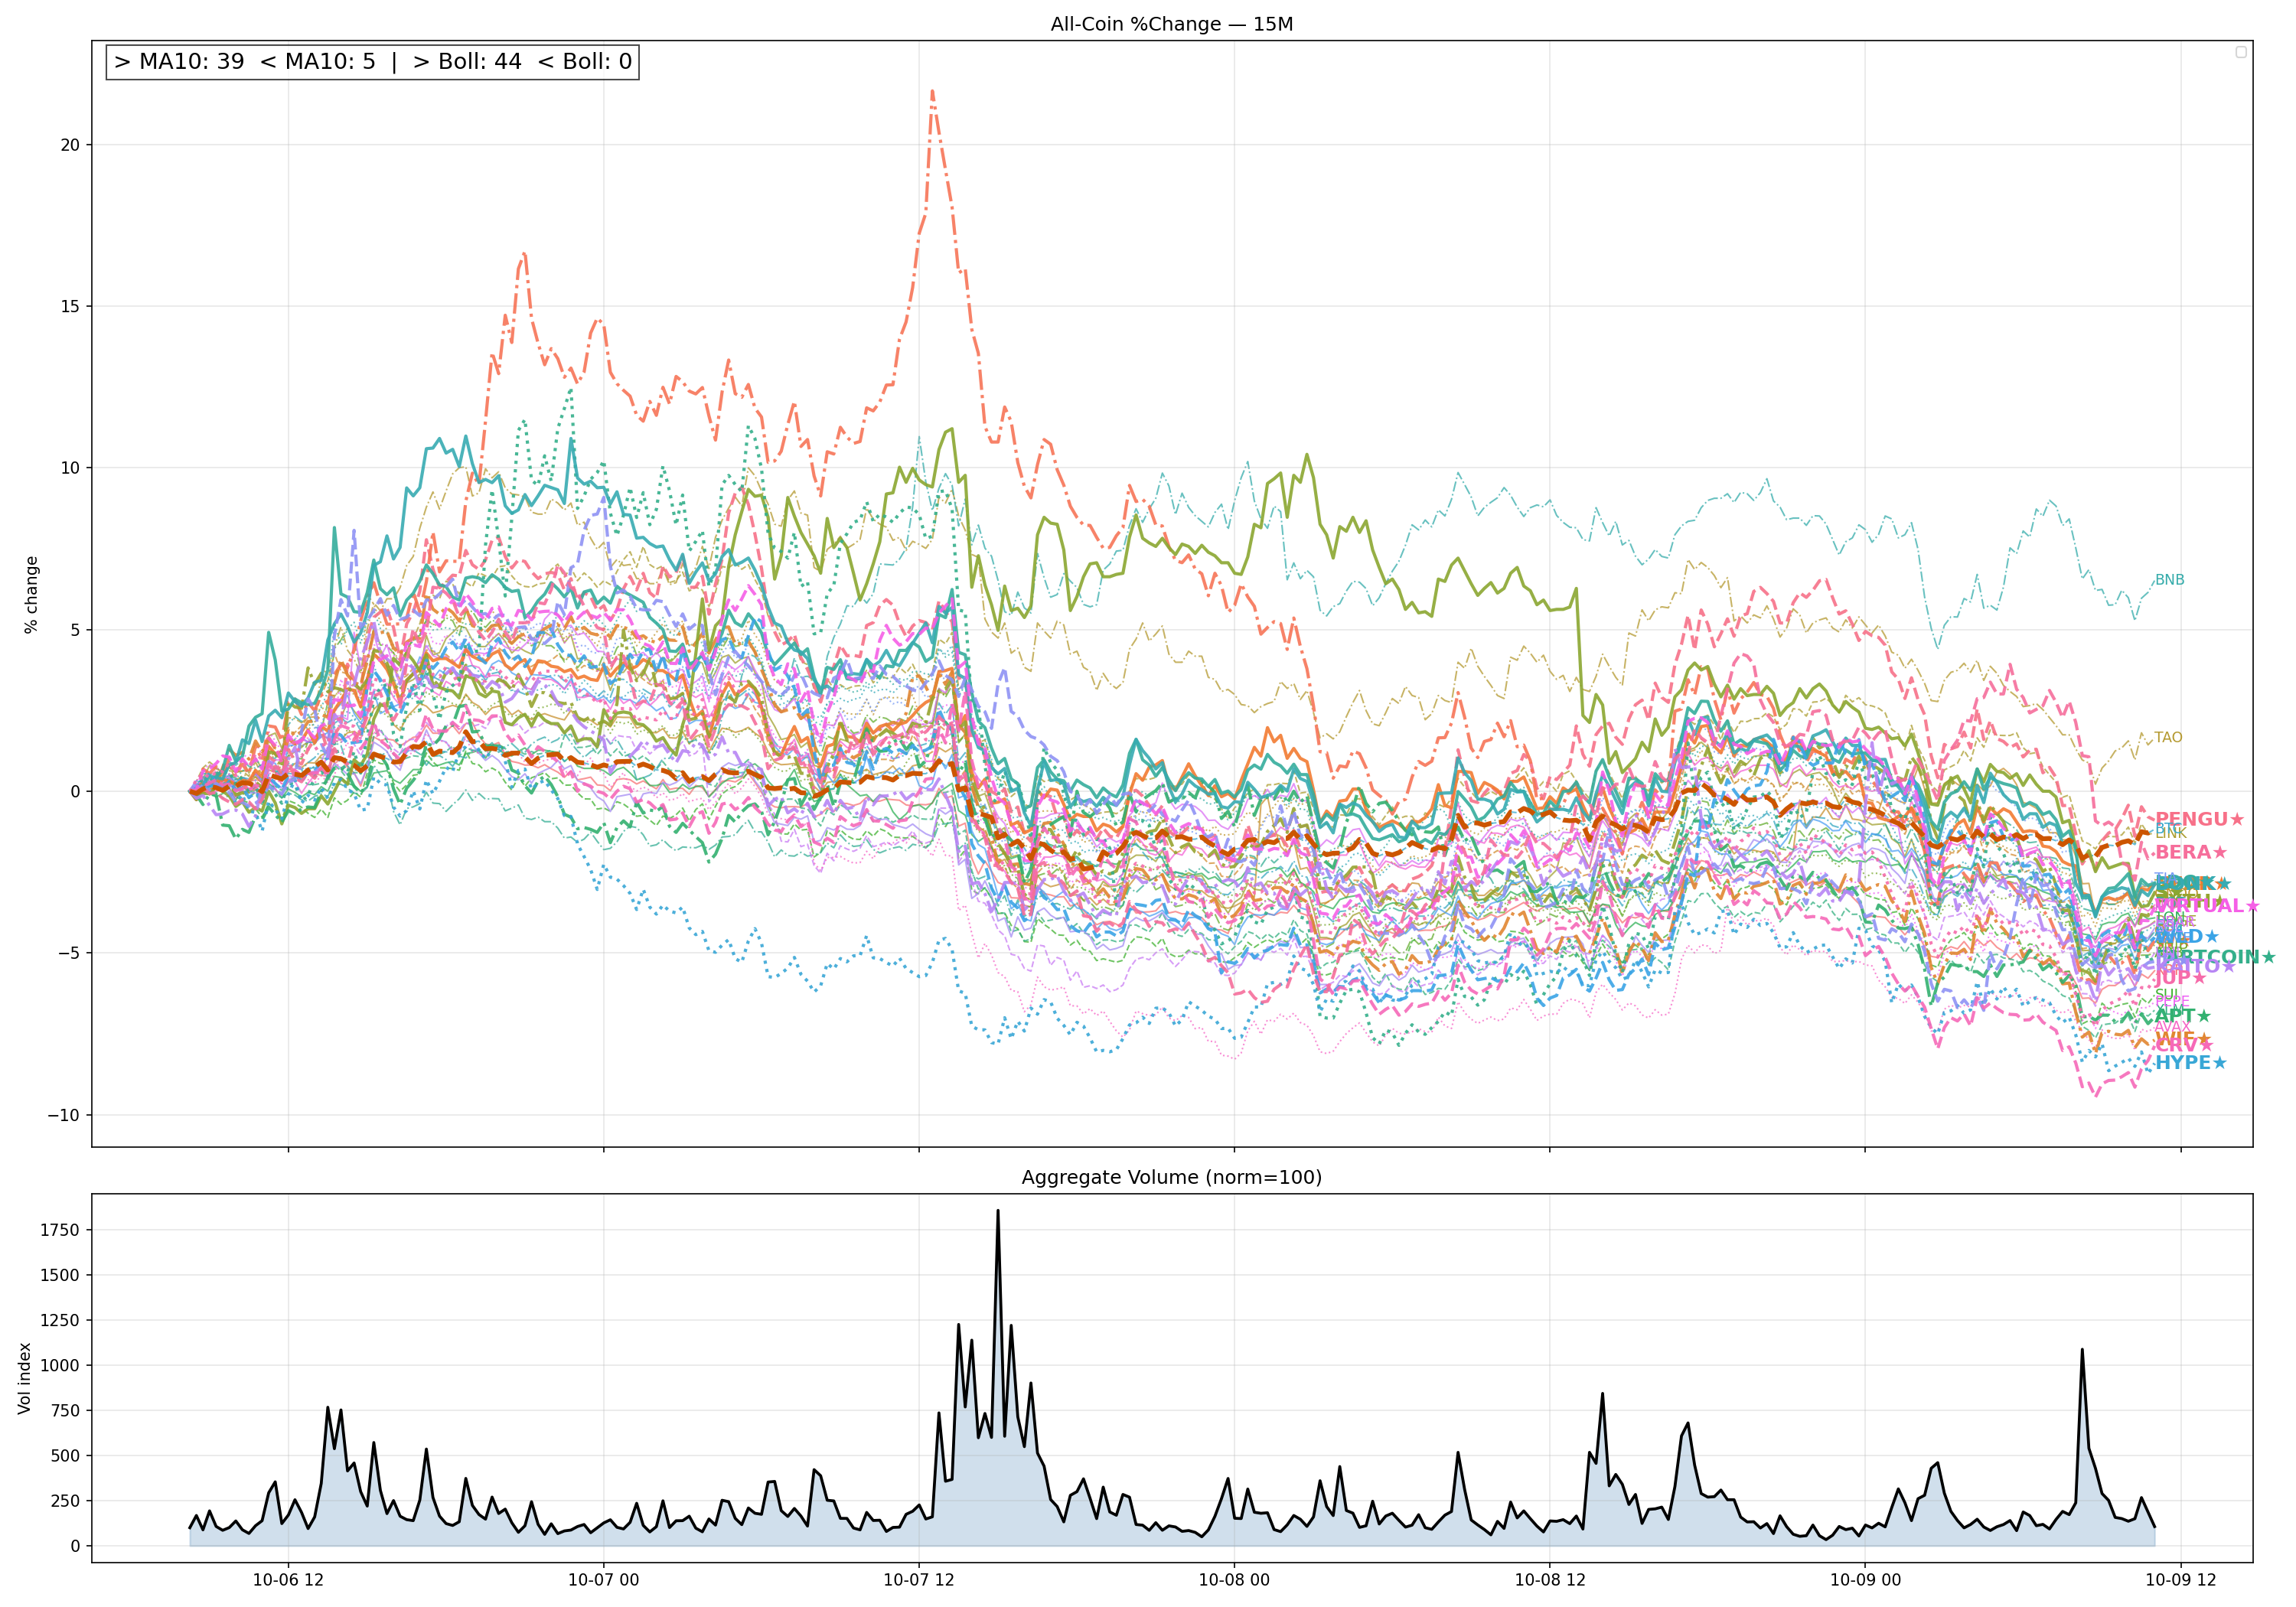 All-Coin %Change — 15M
> MA10: 39 < MA10: 5 | > Boll: 44 < Boll: 0
% change
20
15
10
5
0
−5
−10
BNB
TAO
PENGU★
LINK
BERA★
VIRTUAL★
WLD★
JUP★
SUI
APT★
AVAX
WIF★
CRV★
HYPE★
Aggregate Volume (norm=100)
Vol index
1750
1500
1250
1000
750
500
250
0
10-06 12
10-07 00
10-07 12
10-08 00
10-08 12
10-09 00
10-09 12